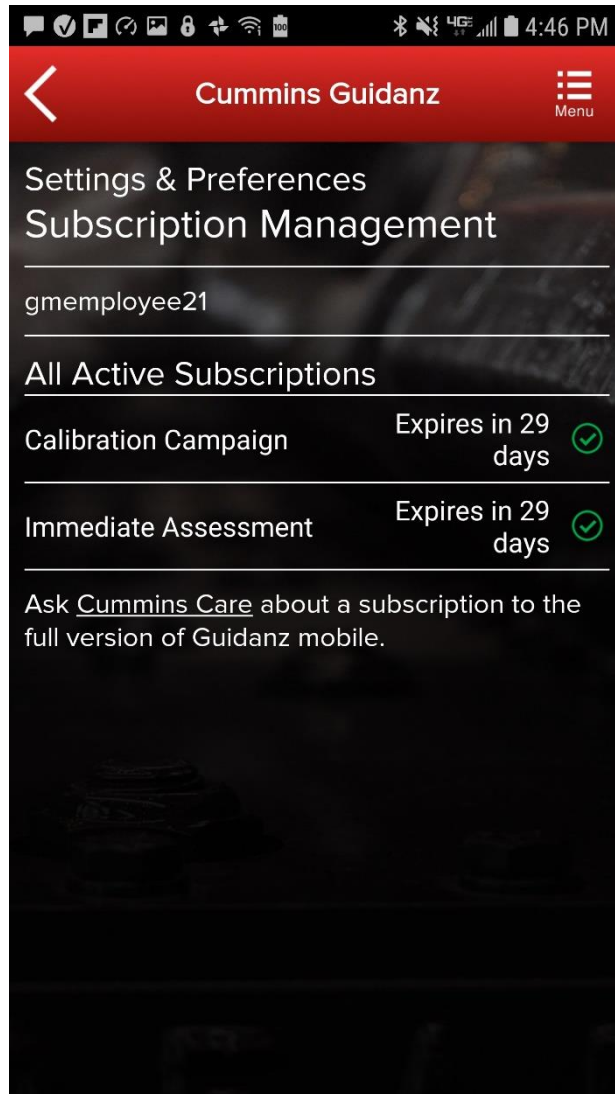 100 4G 4:46 PM
Cummins Guidanz
Menu
Settings & Preferences
Subscription Management
gmemployee21
All Active Subscriptions
Calibration Campaign
Expires in 29
days
Immediate Assessment
Expires in 29
days
Ask Cummins Care about a subscription to the
full version of Guidanz mobile.